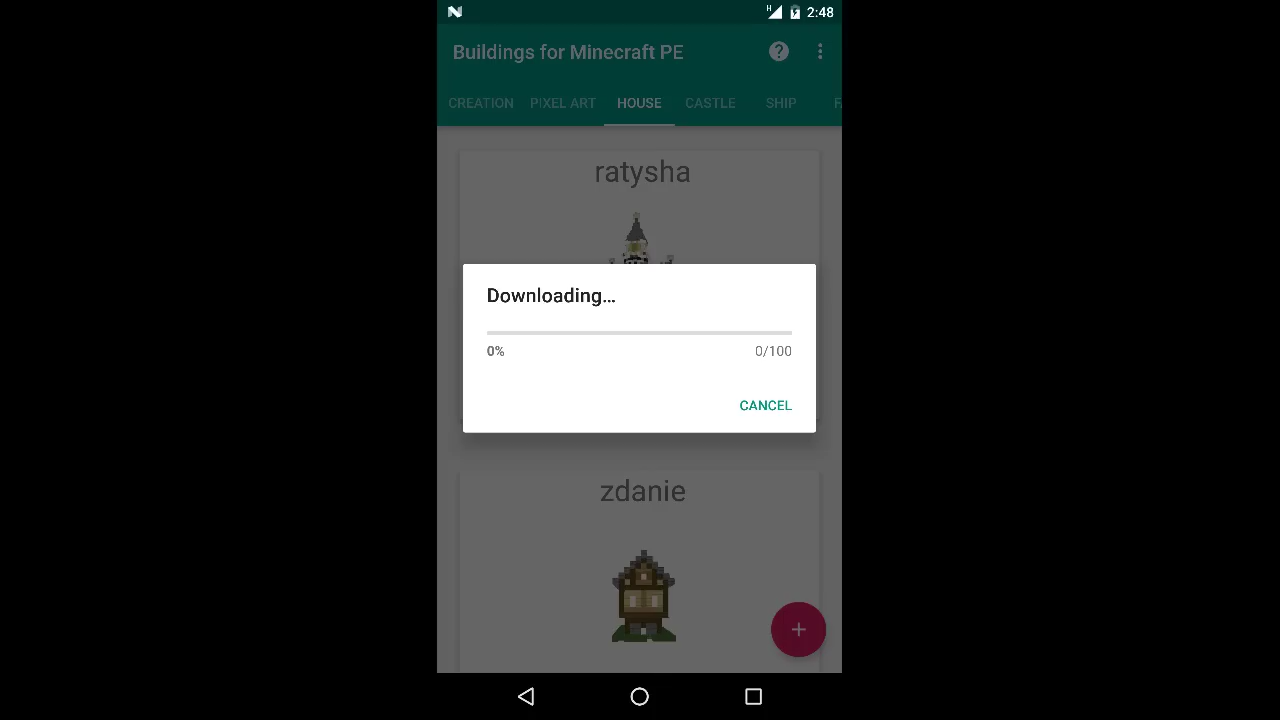 2:48
Buildings for Minecraft PE
CREATION PIXEL ART HOUSE CASTLE SHIP
ratysha
Downloading...
0% 0/100
CANCEL
zdanie